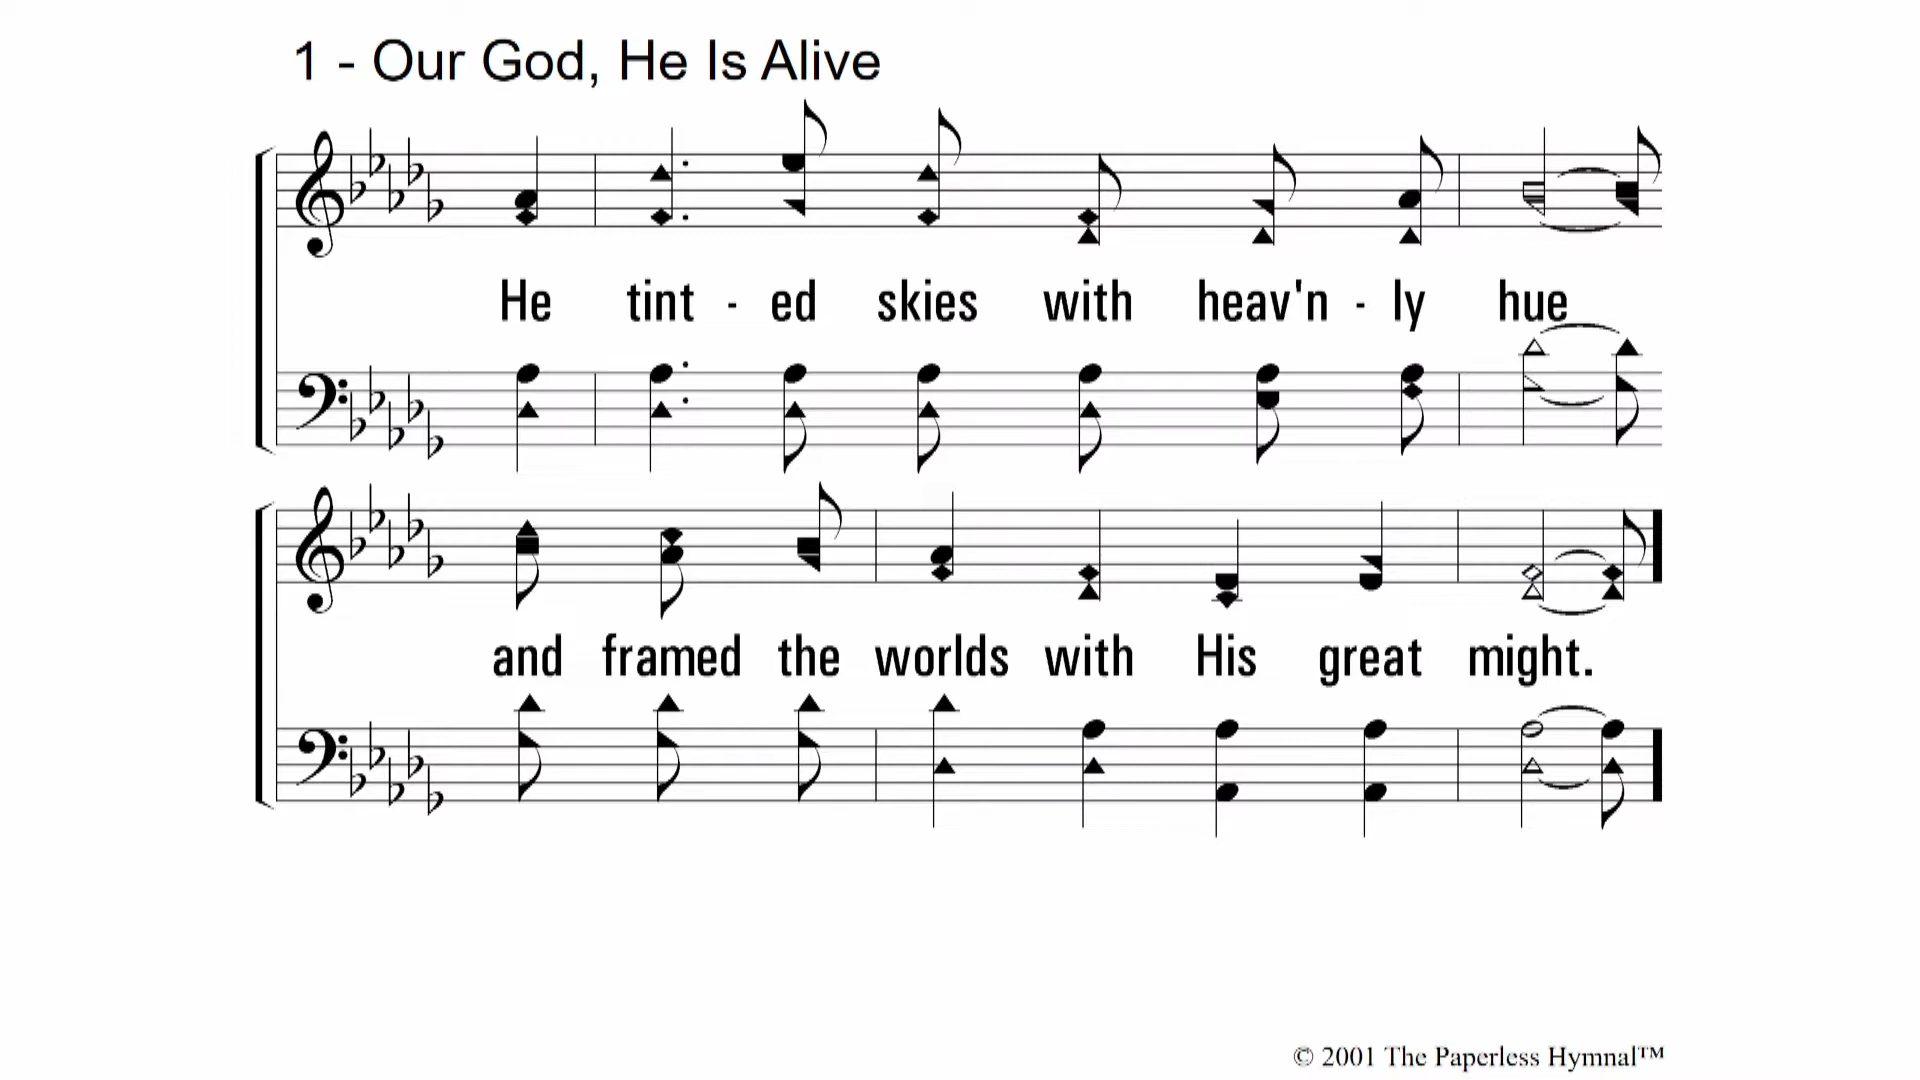 1 - Our God, He Is Alive
He tint - ed skies with heav'n - ly hue
and framed the worlds with His great might.
© 2001 The Paperless Hymnal™